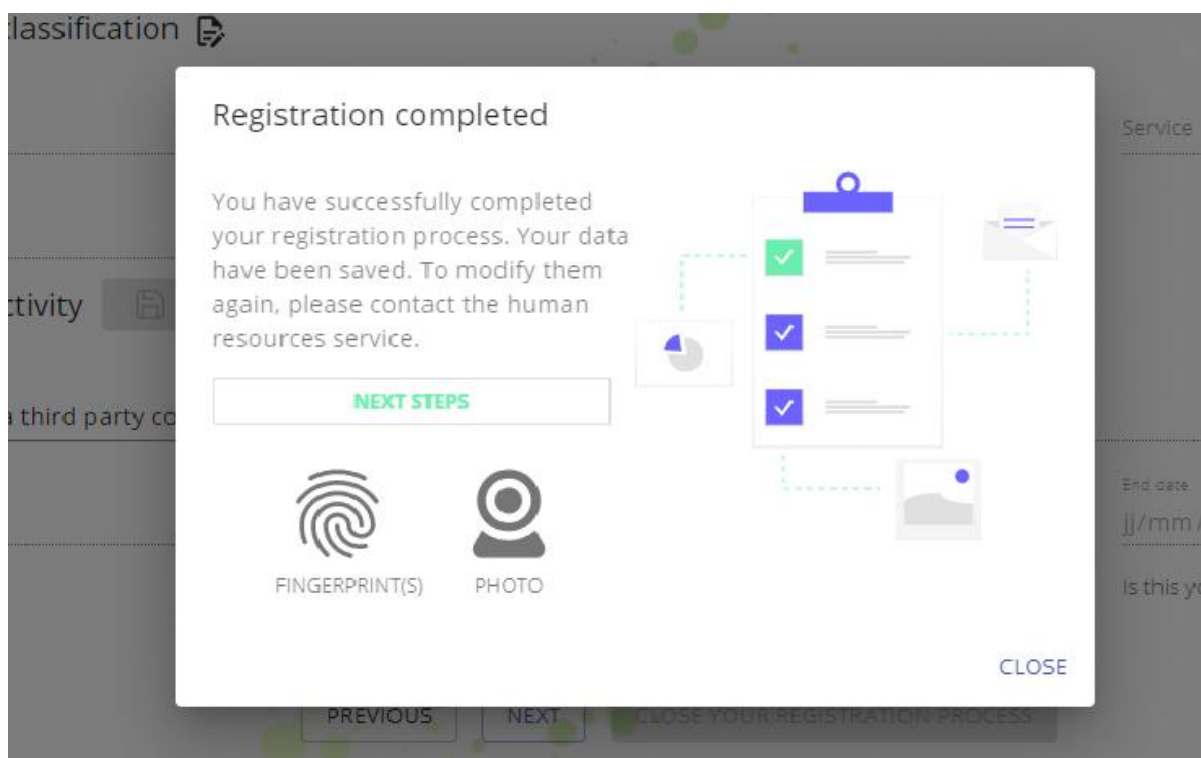 lassification
Registration completed
Service
You have successfully completed
your registration process. Your data
have been saved. To modify them
again, please contact the human
resources service.
ctivity
NEXT STEPS
a third party co
End date
jj/mm/
FINGERPRINT(S) PHOTO
Is this yo
CLOSE
PREVIOUS NEXT CLOSE YOUR REGISTRATION PROCESS